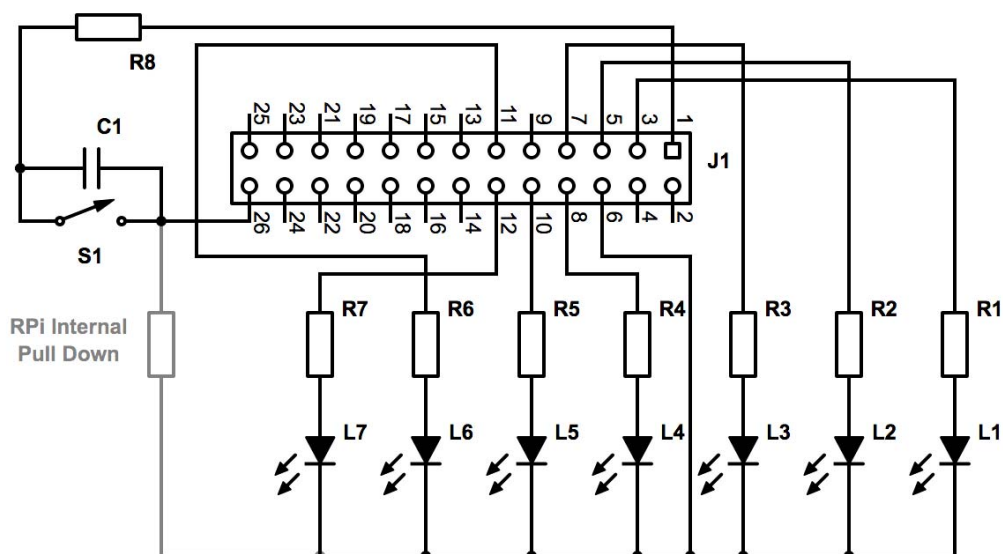 R8
C1
25 23 21 19 17 15 13 11 9 7 5 3 1
J1
26 24 22 20 18 16 14 12 10 8 6 4 2
S1
R7 R6 R5 R4 R3 R2 R1
RPi Internal
Pull Down
L7 L6 L5 L4 L3 L2 L1